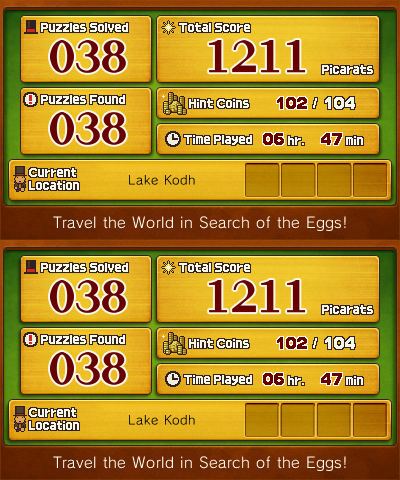 Puzzles Solved
038
Total Score
1211 Picarats
Puzzles Found
038
Hint Coins 102 / 104
Time Played 06 hr. 47 min
Current Location
Lake Kodh
Travel the World in Search of the Eggs!
Puzzles Solved
038
Total Score
1211 Picarats
Puzzles Found
038
Hint Coins 102 / 104
Time Played 06 hr. 47 min
Current Location
Lake Kodh
Travel the World in Search of the Eggs!